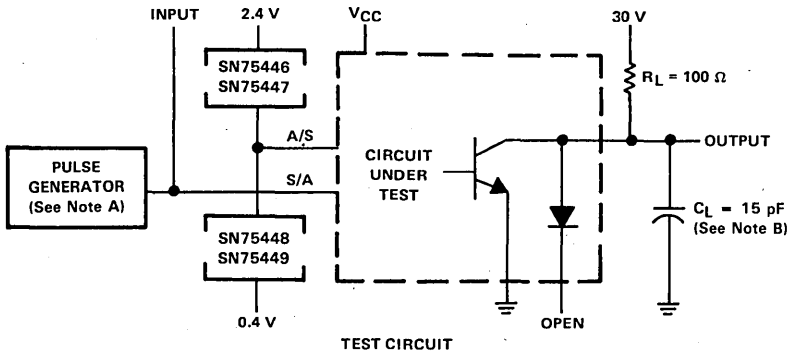 INPUT
2.4 V
VCC
30 V
SN75446
SN75447
RL = 100 Ω
A/S
OUTPUT
PULSE
GENERATOR
(See Note A)
S/A
CIRCUIT
UNDER
TEST
CL = 15 pF
(See Note B)
SN75448
SN75449
0.4 V
OPEN
TEST CIRCUIT